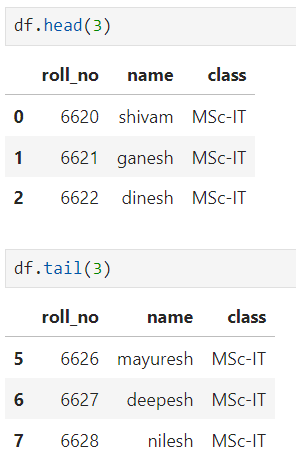 df.head(3)
roll_no name class
0 6620 shivam MSc-IT
1 6621 ganesh MSc-IT
2 6622 dinesh MSc-IT
df.tail(3)
roll_no name class
5 6626 mayuresh MSc-IT
6 6627 deepesh MSc-IT
7 6628 nilesh MSc-IT